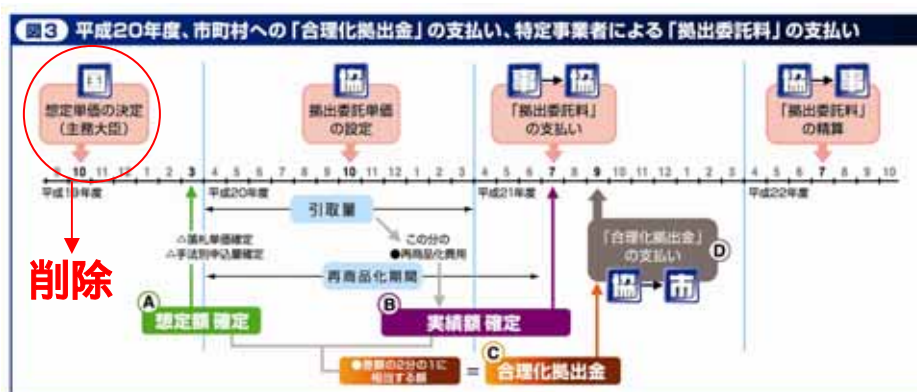 図3 平成20年度、市町村への「合理化拠出金」の支払い、特定事業者による「拠出委託料」の支払い
国
想定単価の決定
(主務大臣)
協
拠出委託単価
の設定
事→協
「拠出委託料」
の支払い
協→事
「拠出委託料」
の精算
9 10 11 12 1 2 3 4 5 6 7 8 9 10 11 12 1 2 3 4 5 6 7 8 9 10 11 12 1 2 3 4 5 6 7 8 9 10
平成19年度
平成20年度
平成21年度
平成22年度
削除
引取量
△落札単価確定
△手法別申込量確定
この分の
●再商品化費用
再商品化期間
「合理化拠出金」
の支払い
D
協→市
A
想定額 確定
B
実績額 確定
●差額の2分の1に
相当する額
=
C
合理化拠出金